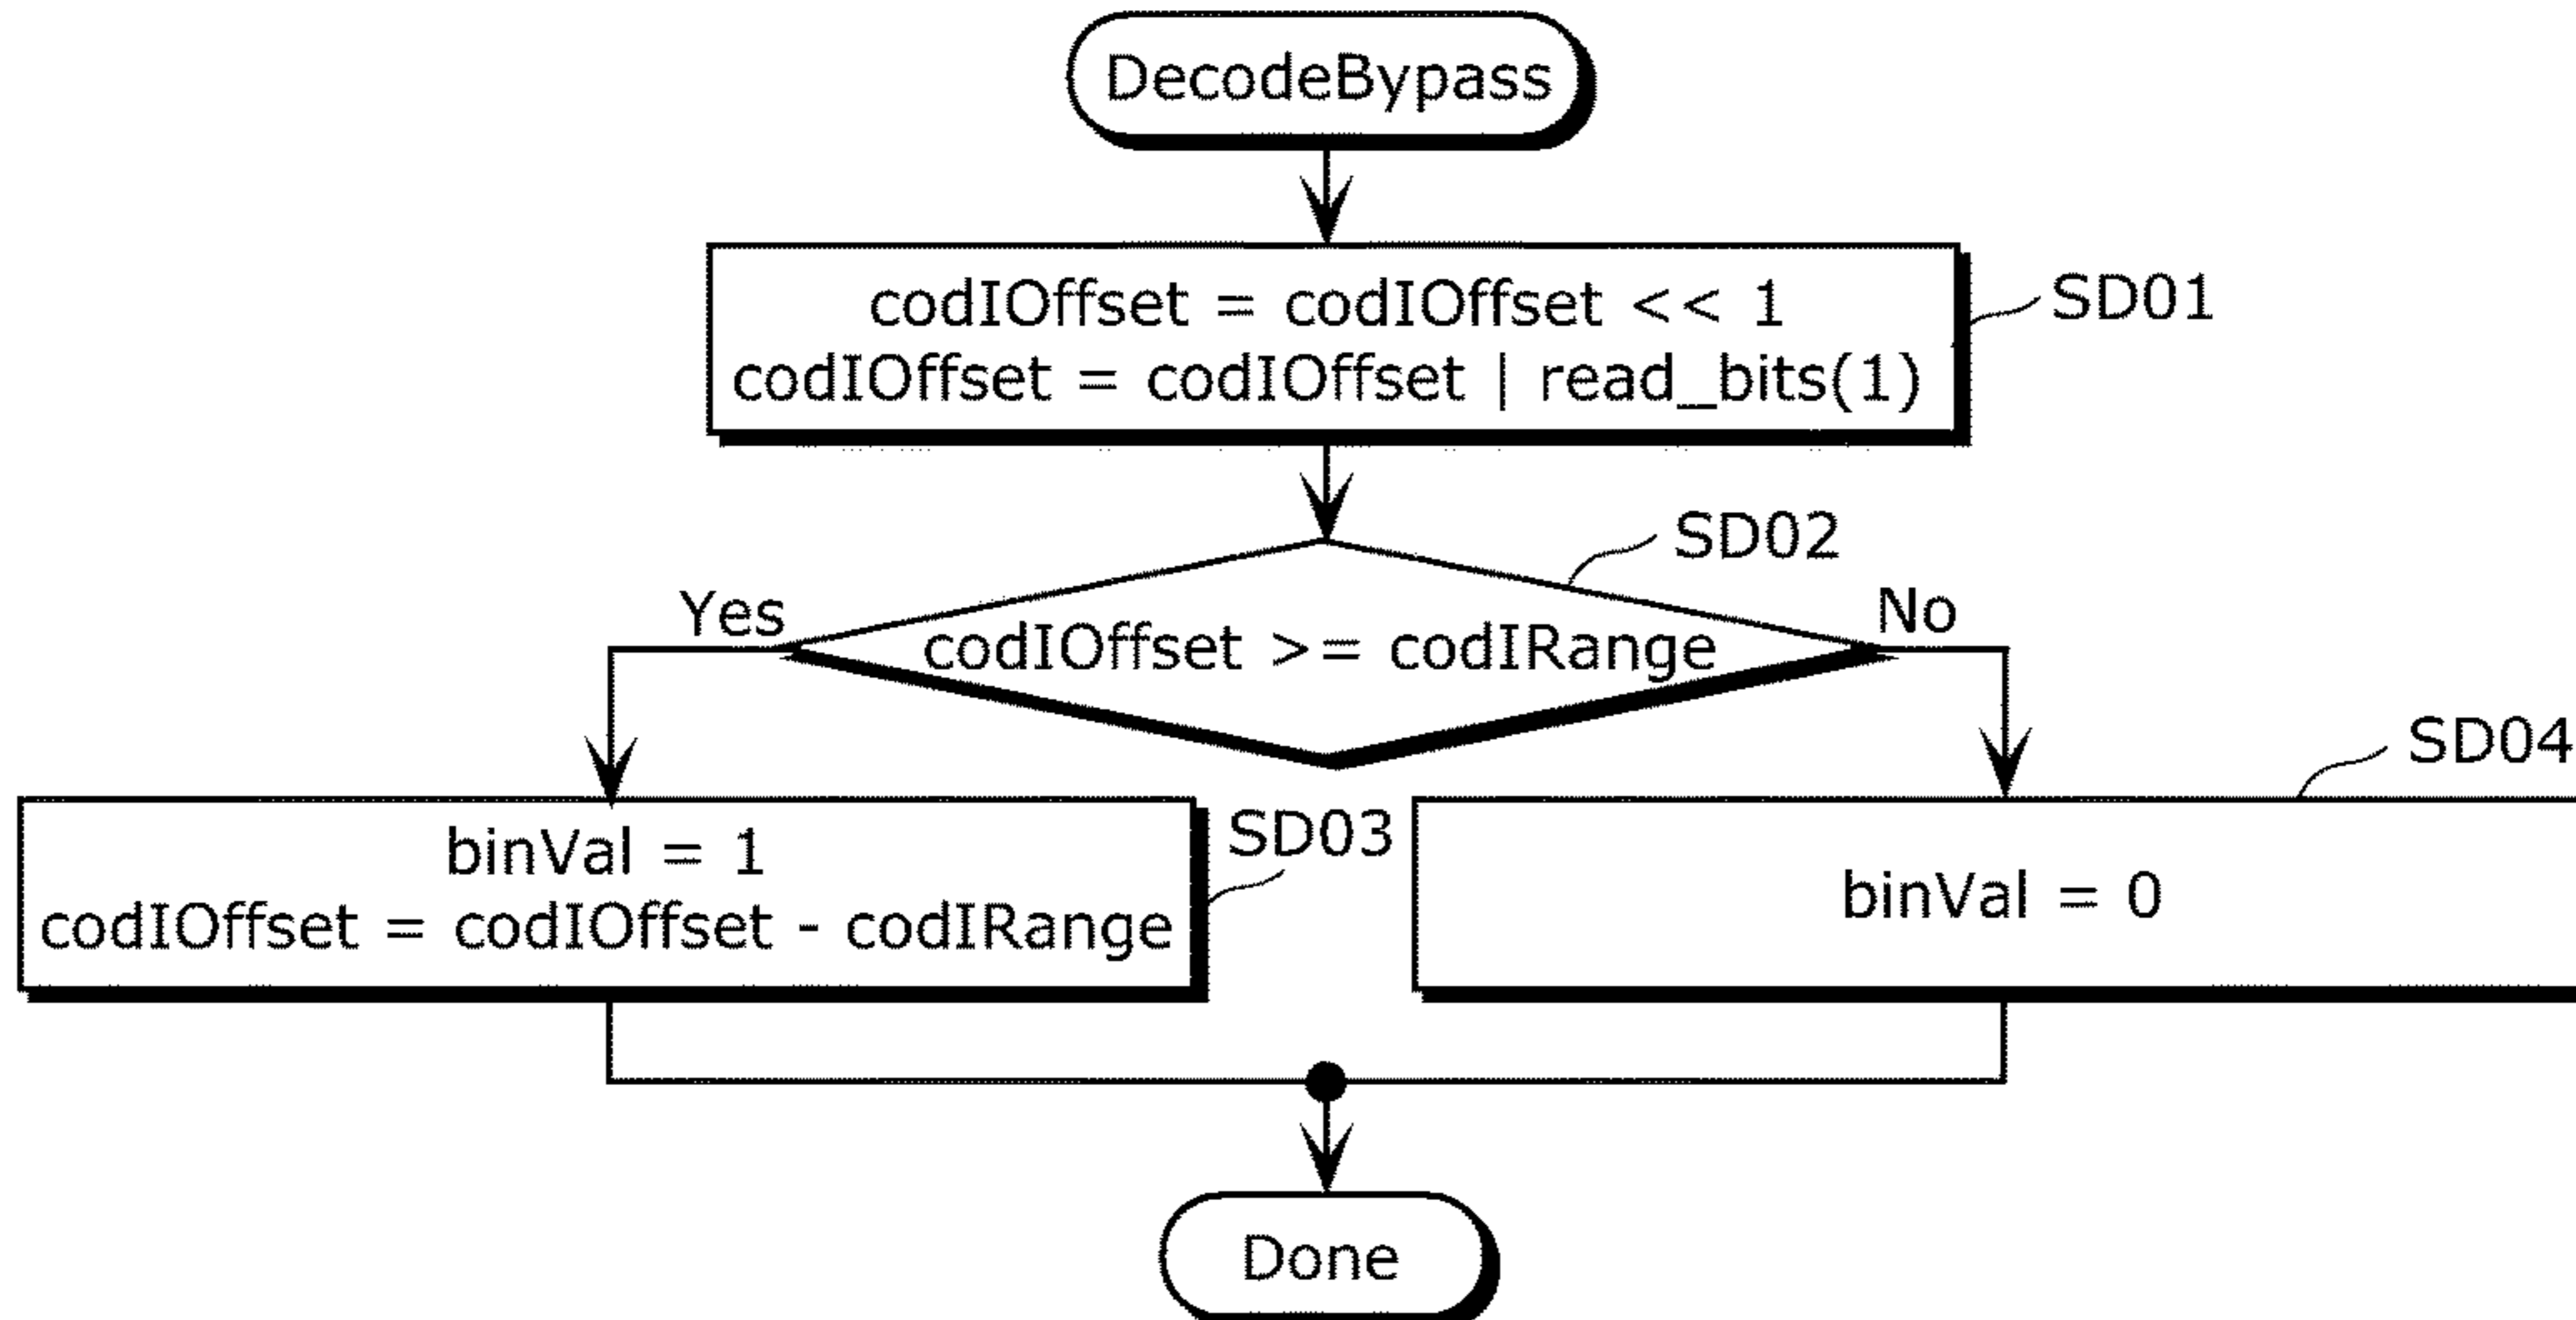 DecodeBypass
codIOffset = codIOffset << 1
codIOffset = codIOffset | read_bits(1)
SD01
SD02
Yes
codIOffset >= codIRange
No
SD04
binVal = 1
codIOffset = codIOffset - codIRange
SD03
binVal = 0
Done